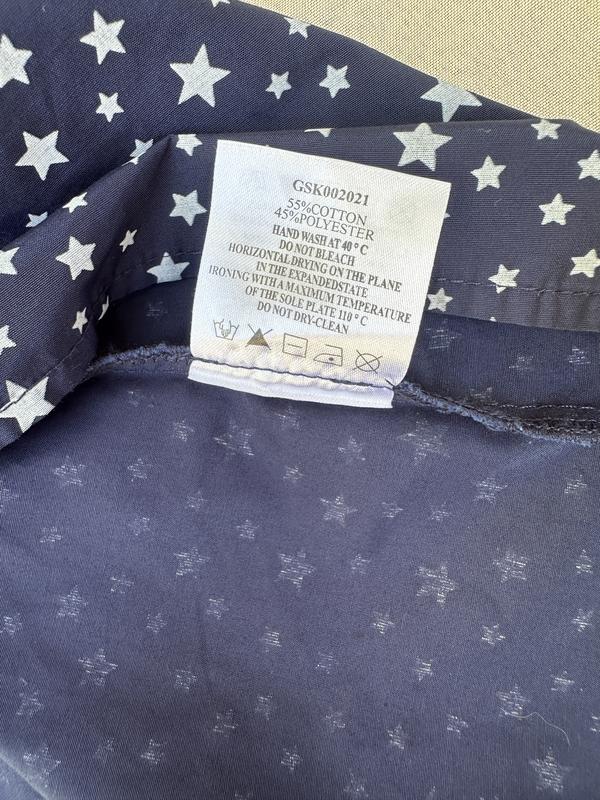 GSK002021
55%COTTON
45%POLYESTER
HAND WASH AT 40°C
DO NOT BLEACH
HORIZONTAL DRYING ON THE PLANE
IN THE EXPANDEDSTATE
IRONING WITH A MAXIMUM TEMPERATURE
OF THE SOLE PLATE 110°C
DO NOT DRY-CLEAN